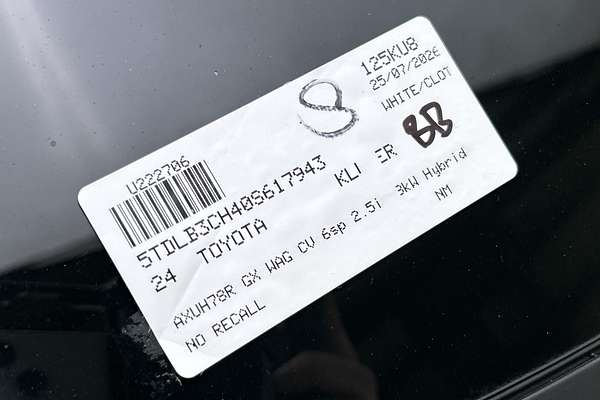 125KU8
25/07/2026
WHITE/CLOT
8
BB
U222706
5TDLB3CH40S617943
24 TOYOTA KLI ER
AXUH78R GX WAG CV 6sp 2.5i 3kW Hybrid
NO RECALL NM